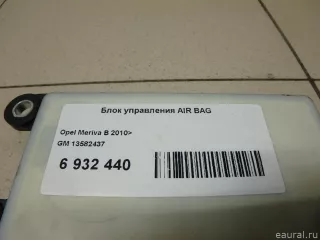 Блок управления AIR BAG
Opel Meriva B 2010>
GM 13582437
6 932 440
eaural.ru